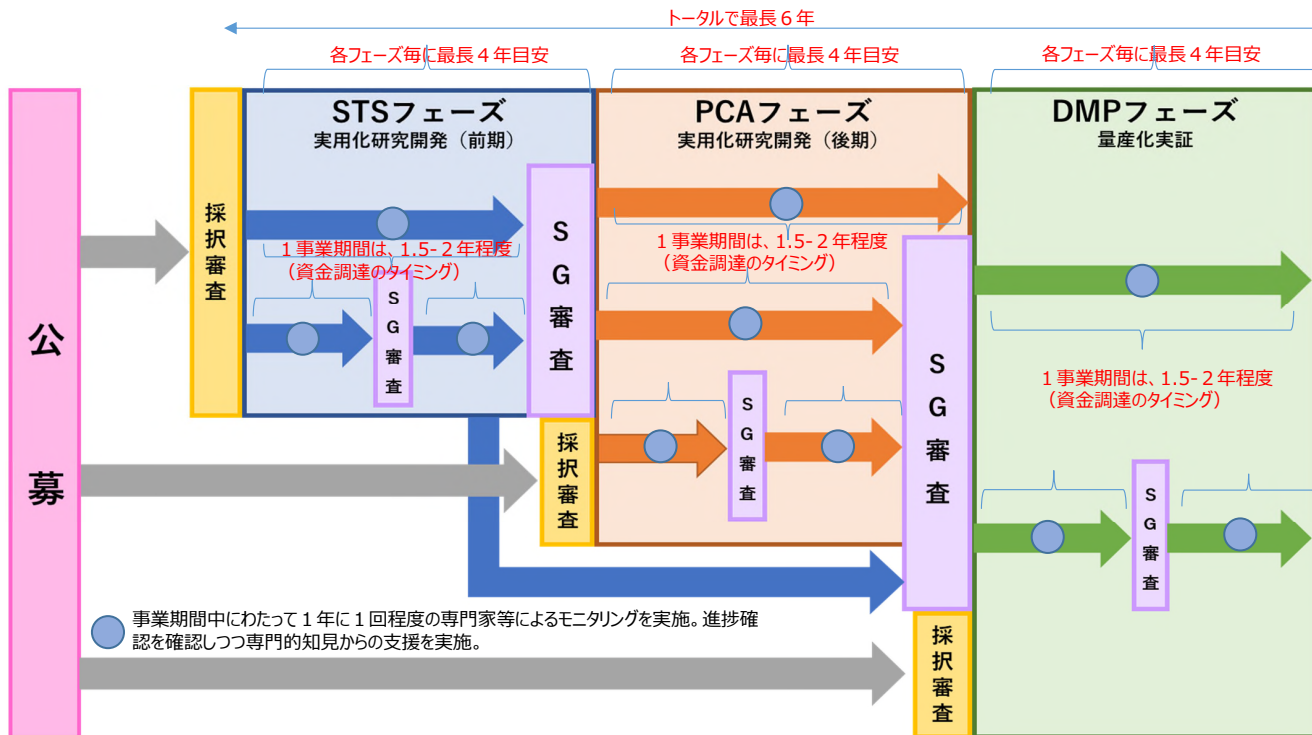 トータルで最長６年
各フェーズ毎に最長４年目安
各フェーズ毎に最長４年目安
各フェーズ毎に最長４年目安
公募
採択審査
STSフェーズ
実用化研究開発（前期）
１事業期間は、1.5-２年程度
（資金調達のタイミング）
SG審査
SG審査
採択審査
PCAフェーズ
実用化研究開発（後期）
１事業期間は、1.5-２年程度
（資金調達のタイミング）
SG審査
SG審査
採択審査
DMPフェーズ
量産化実証
１事業期間は、1.5-２年程度
（資金調達のタイミング）
SG審査
事業期間中にわたって１年に１回程度の専門家等によるモニタリングを実施。進捗確
認を確認しつつ専門的知見からの支援を実施。